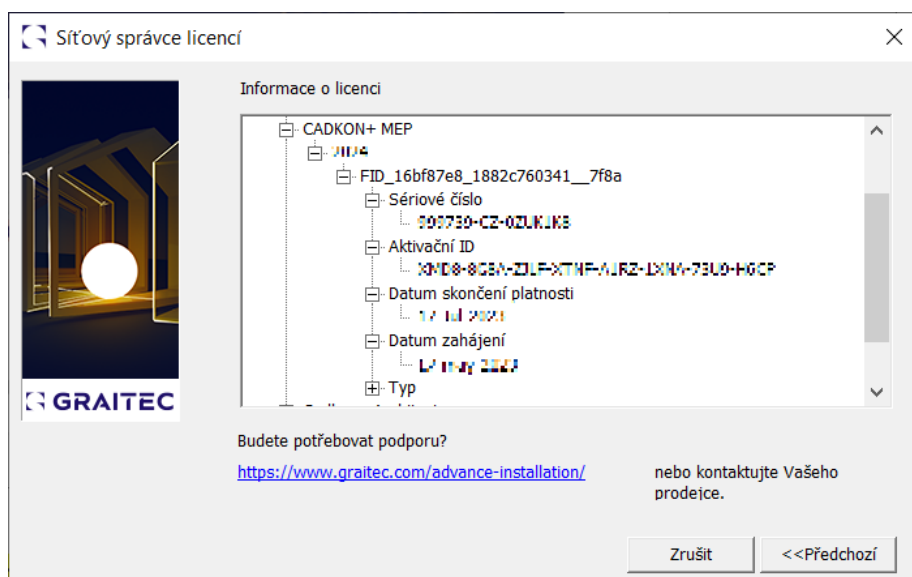 Síťový správce licencí
Informace o licenci
CADKON+ MEP
FID_16bf87e8_1882c760341__7f8a
Sériové číslo
Aktivační ID
Datum skončení platnosti
Datum zahájení
Typ
GRAITEC
Budete potřebovat podporu?
https://www.graitec.com/advance-installation/
nebo kontaktujte Vašeho
prodejce.
Zrušit
<<Předchozí